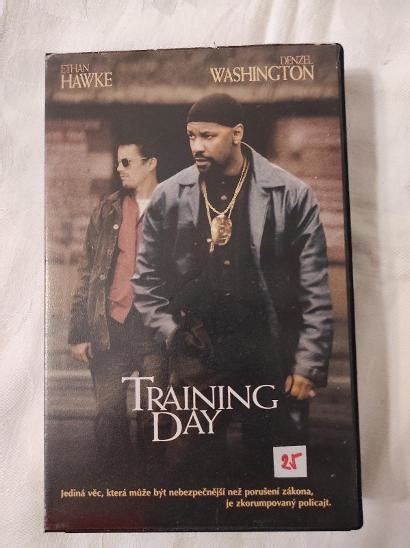 ETHAN
HAWKE
DENZEL
WASHINGTON
TRAINING
DAY
25
Jediná věc, která může být nebezpečnější než porušení zákona,
je zkorumpovaný policajt.